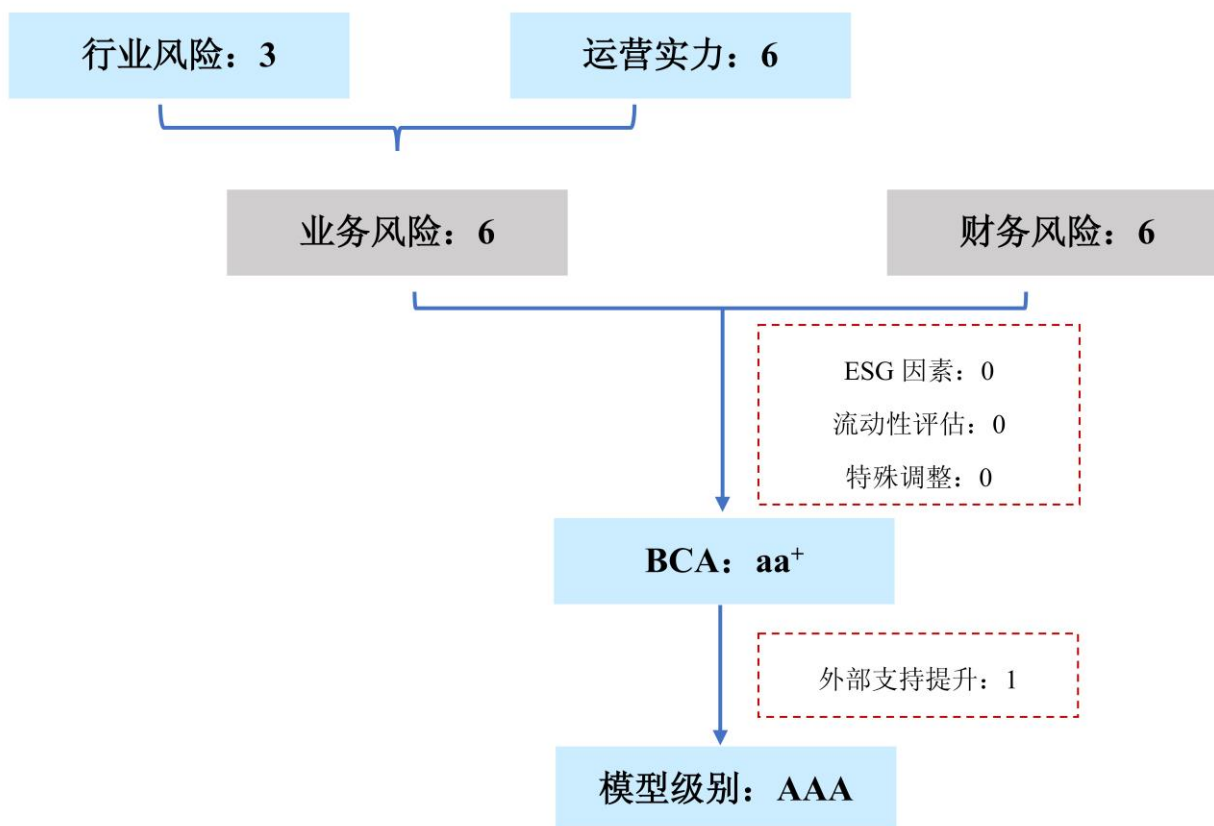 行业风险：3
运营实力：6
业务风险：6
财务风险：6
ESG 因素：0
流动性评估：0
特殊调整：0
BCA：aa⁺
外部支持提升：1
模型级别：AAA